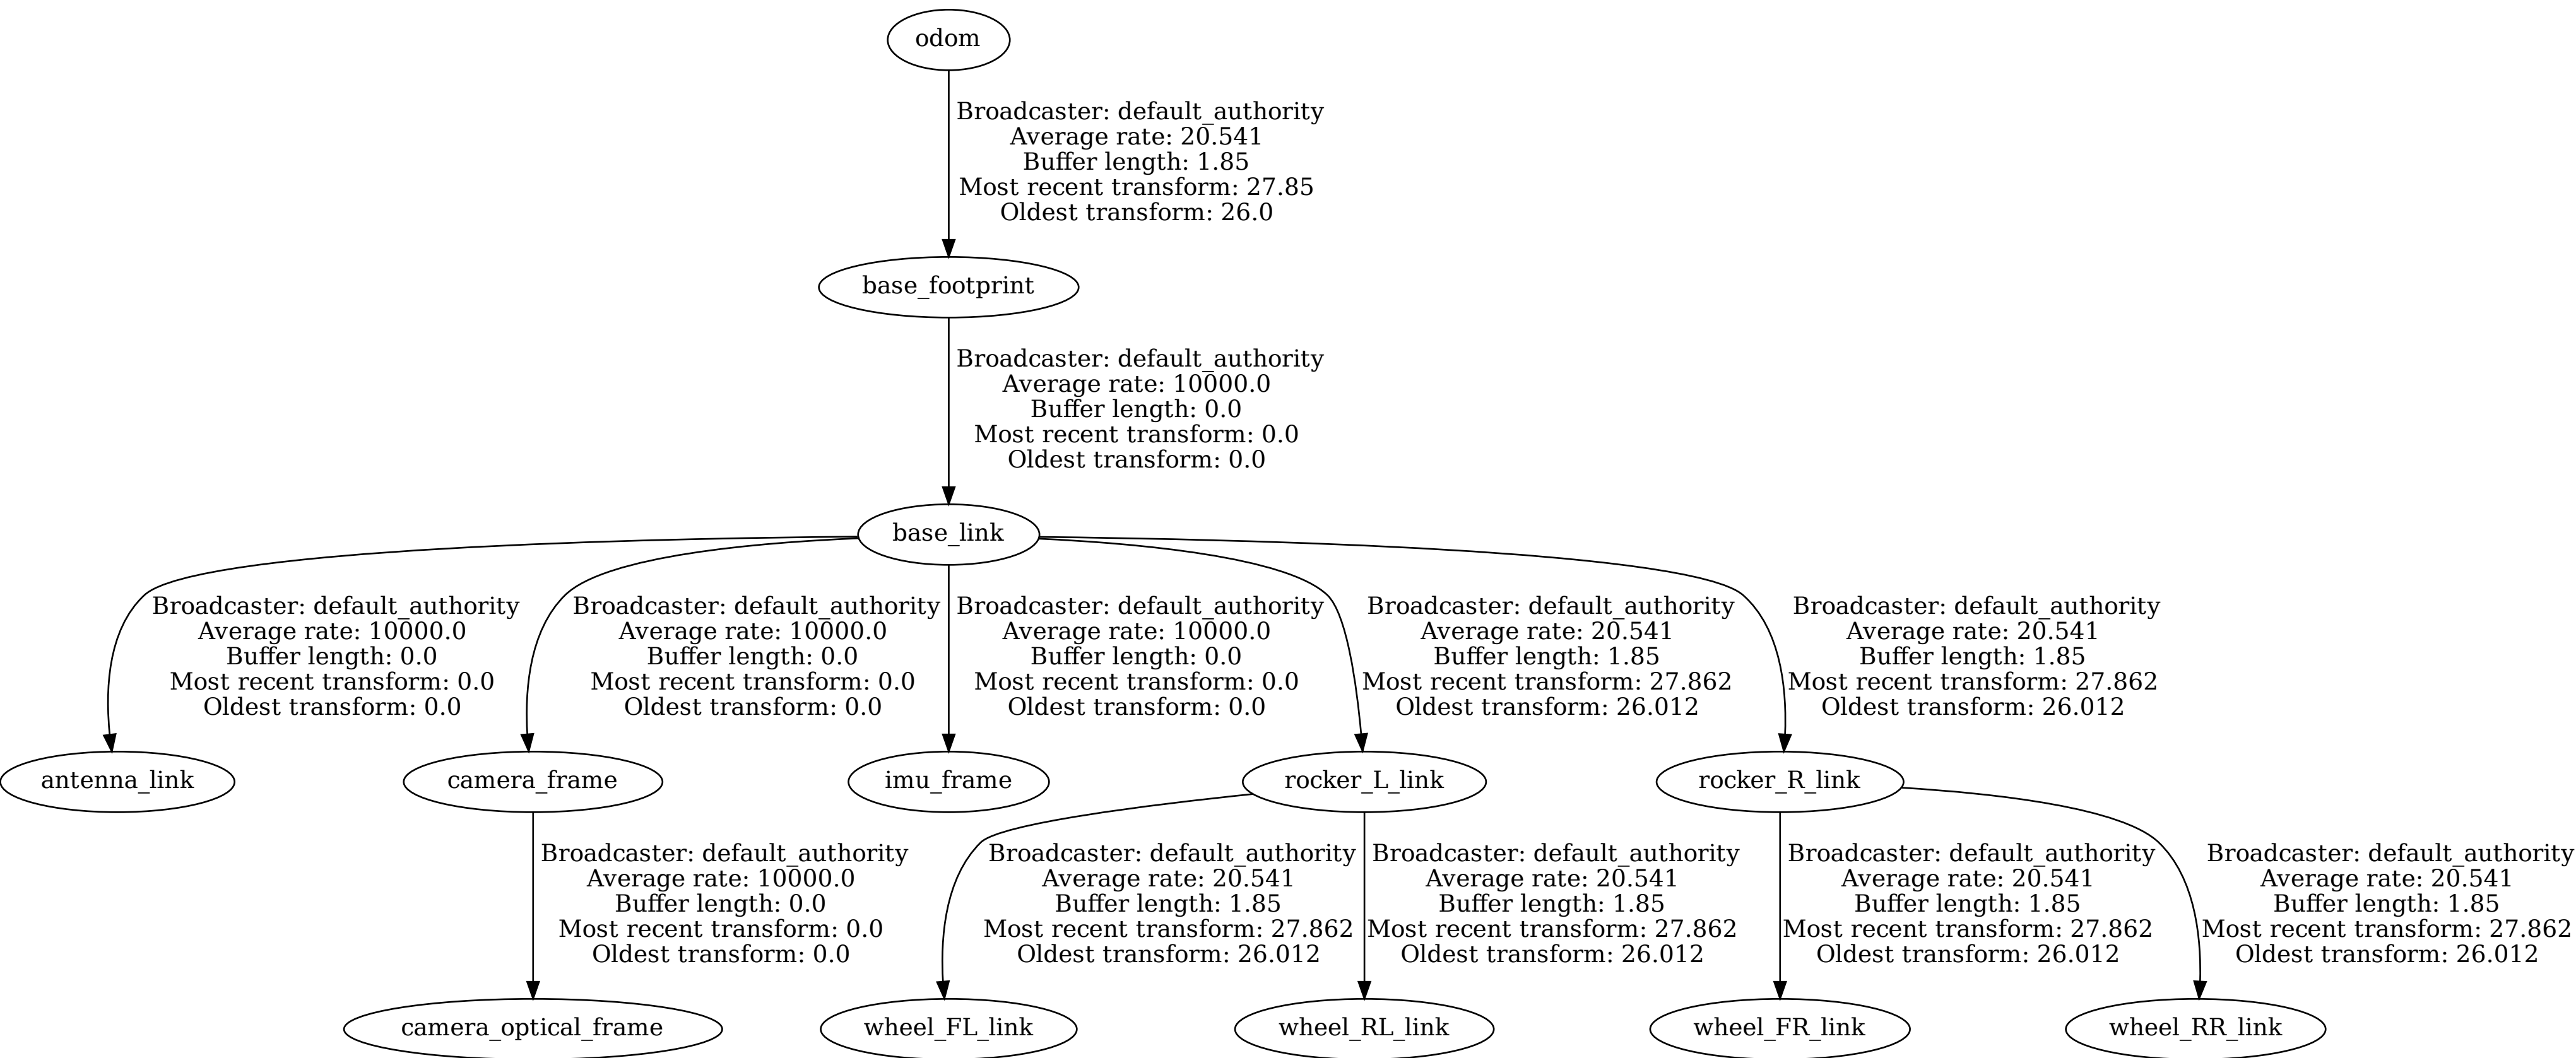 odom
Broadcaster: default_authority
Average rate: 20.541
Buffer length: 1.85
Most recent transform: 27.85
Oldest transform: 26.0
base_footprint
Broadcaster: default_authority
Average rate: 10000.0
Buffer length: 0.0
Most recent transform: 0.0
Oldest transform: 0.0
base_link
Broadcaster: default_authority
Average rate: 10000.0
Buffer length: 0.0
Most recent transform: 0.0
Oldest transform: 0.0
Broadcaster: default_authority
Average rate: 10000.0
Buffer length: 0.0
Most recent transform: 0.0
Oldest transform: 0.0
Broadcaster: default_authority
Average rate: 10000.0
Buffer length: 0.0
Most recent transform: 0.0
Oldest transform: 0.0
Broadcaster: default_authority
Average rate: 20.541
Buffer length: 1.85
Most recent transform: 27.862
Oldest transform: 26.012
Broadcaster: default_authority
Average rate: 20.541
Buffer length: 1.85
Most recent transform: 27.862
Oldest transform: 26.012
antenna_link
camera_frame
imu_frame
rocker_L_link
rocker_R_link
Broadcaster: default_authority
Average rate: 10000.0
Buffer length: 0.0
Most recent transform: 0.0
Oldest transform: 0.0
Broadcaster: default_authority
Average rate: 20.541
Buffer length: 1.85
Most recent transform: 27.862
Oldest transform: 26.012
Broadcaster: default_authority
Average rate: 20.541
Buffer length: 1.85
Most recent transform: 27.862
Oldest transform: 26.012
Broadcaster: default_authority
Average rate: 20.541
Buffer length: 1.85
Most recent transform: 27.862
Oldest transform: 26.012
Broadcaster: default_authority
Average rate: 20.541
Buffer length: 1.85
Most recent transform: 27.862
Oldest transform: 26.012
camera_optical_frame
wheel_FL_link
wheel_RL_link
wheel_FR_link
wheel_RR_link